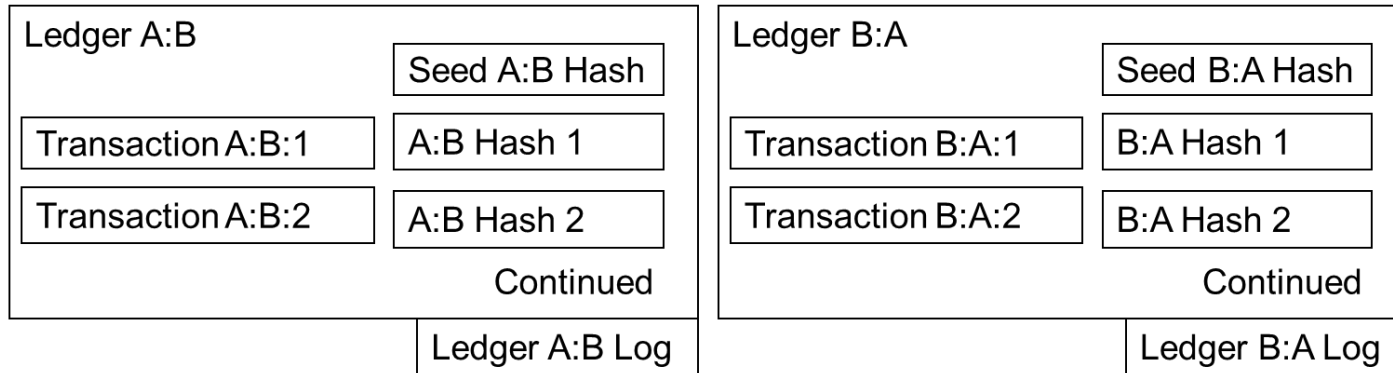 Ledger A:B
Seed A:B Hash
Transaction A:B:1
A:B Hash 1
Transaction A:B:2
A:B Hash 2
Continued
Ledger A:B Log
Ledger B:A
Seed B:A Hash
Transaction B:A:1
B:A Hash 1
Transaction B:A:2
B:A Hash 2
Continued
Ledger B:A Log